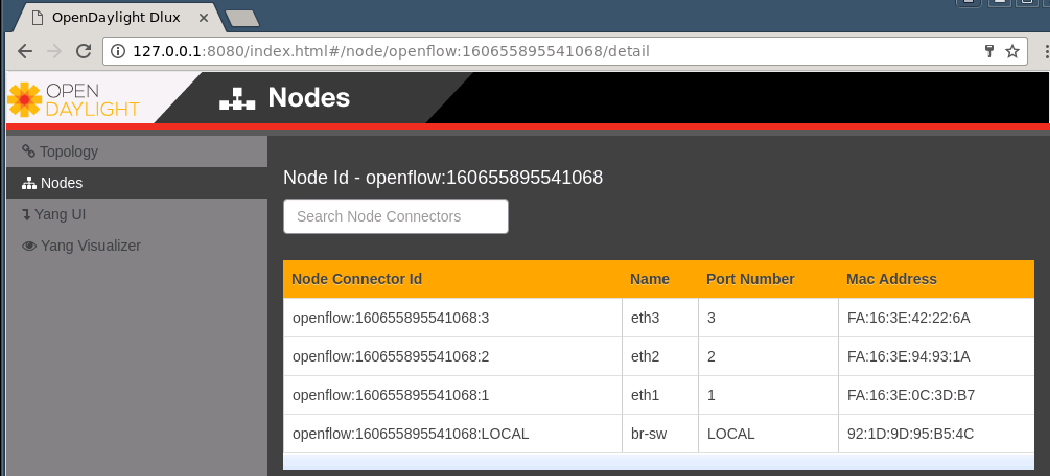 OpenDaylight Dlux
127.0.0.1:8080/index.html#/node/openflow:160655895541068/detail
OPEN
DAYLIGHT
Nodes
Topology
Nodes
Yang UI
Yang Visualizer
Node Id - openflow:160655895541068
Search Node Connectors
Node Connector Id Name Port Number Mac Address
openflow:160655895541068:3 eth3 3 FA:16:3E:42:22:6A
openflow:160655895541068:2 eth2 2 FA:16:3E:94:93:1A
openflow:160655895541068:1 eth1 1 FA:16:3E:0C:3D:B7
openflow:160655895541068:LOCAL br-sw LOCAL 92:1D:9D:95:B5:4C